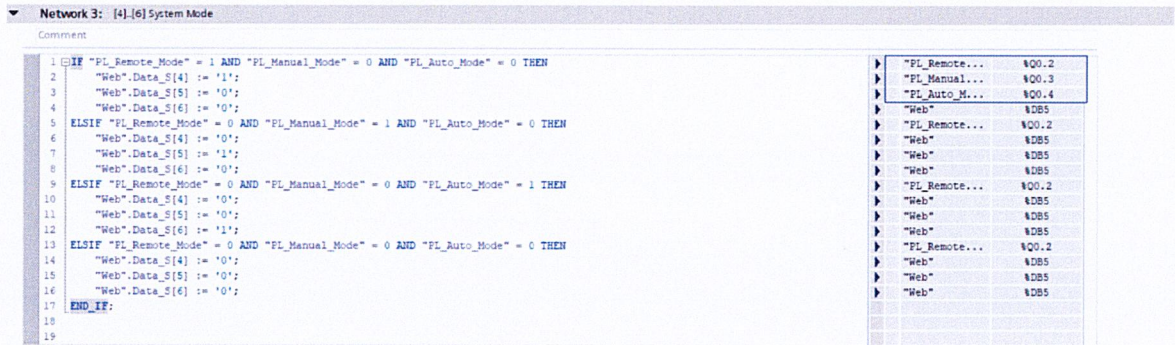 Network 3: [4]..[6] System Mode
Comment
1 IF "PL_Remote_Mode" = 1 AND "PL_Manual_Mode" = 0 AND "PL_Auto_Mode" = 0 THEN "PL_Remote... %Q0.2
2 "Web".Data_S[4] := '1'; "PL_Manual... %Q0.3
3 "Web".Data_S[5] := '0'; "PL_Auto_M... %Q0.4
4 "Web".Data_S[6] := '0'; "Web" %DB5
5 ELSIF "PL_Remote_Mode" = 0 AND "PL_Manual_Mode" = 1 AND "PL_Auto_Mode" = 0 THEN "PL_Remote... %Q0.2
6 "Web".Data_S[4] := '0'; "Web" %DB5
7 "Web".Data_S[5] := '1'; "Web" %DB5
8 "Web".Data_S[6] := '0'; "Web" %DB5
9 ELSIF "PL_Remote_Mode" = 0 AND "PL_Manual_Mode" = 0 AND "PL_Auto_Mode" = 1 THEN "PL_Remote... %Q0.2
10 "Web".Data_S[4] := '0'; "Web" %DB5
11 "Web".Data_S[5] := '0'; "Web" %DB5
12 "Web".Data_S[6] := '1'; "Web" %DB5
13 ELSIF "PL_Remote_Mode" = 0 AND "PL_Manual_Mode" = 0 AND "PL_Auto_Mode" = 0 THEN "PL_Remote... %Q0.2
14 "Web".Data_S[4] := '0'; "Web" %DB5
15 "Web".Data_S[5] := '0'; "Web" %DB5
16 "Web".Data_S[6] := '0'; "Web" %DB5
17 END_IF;
18
19